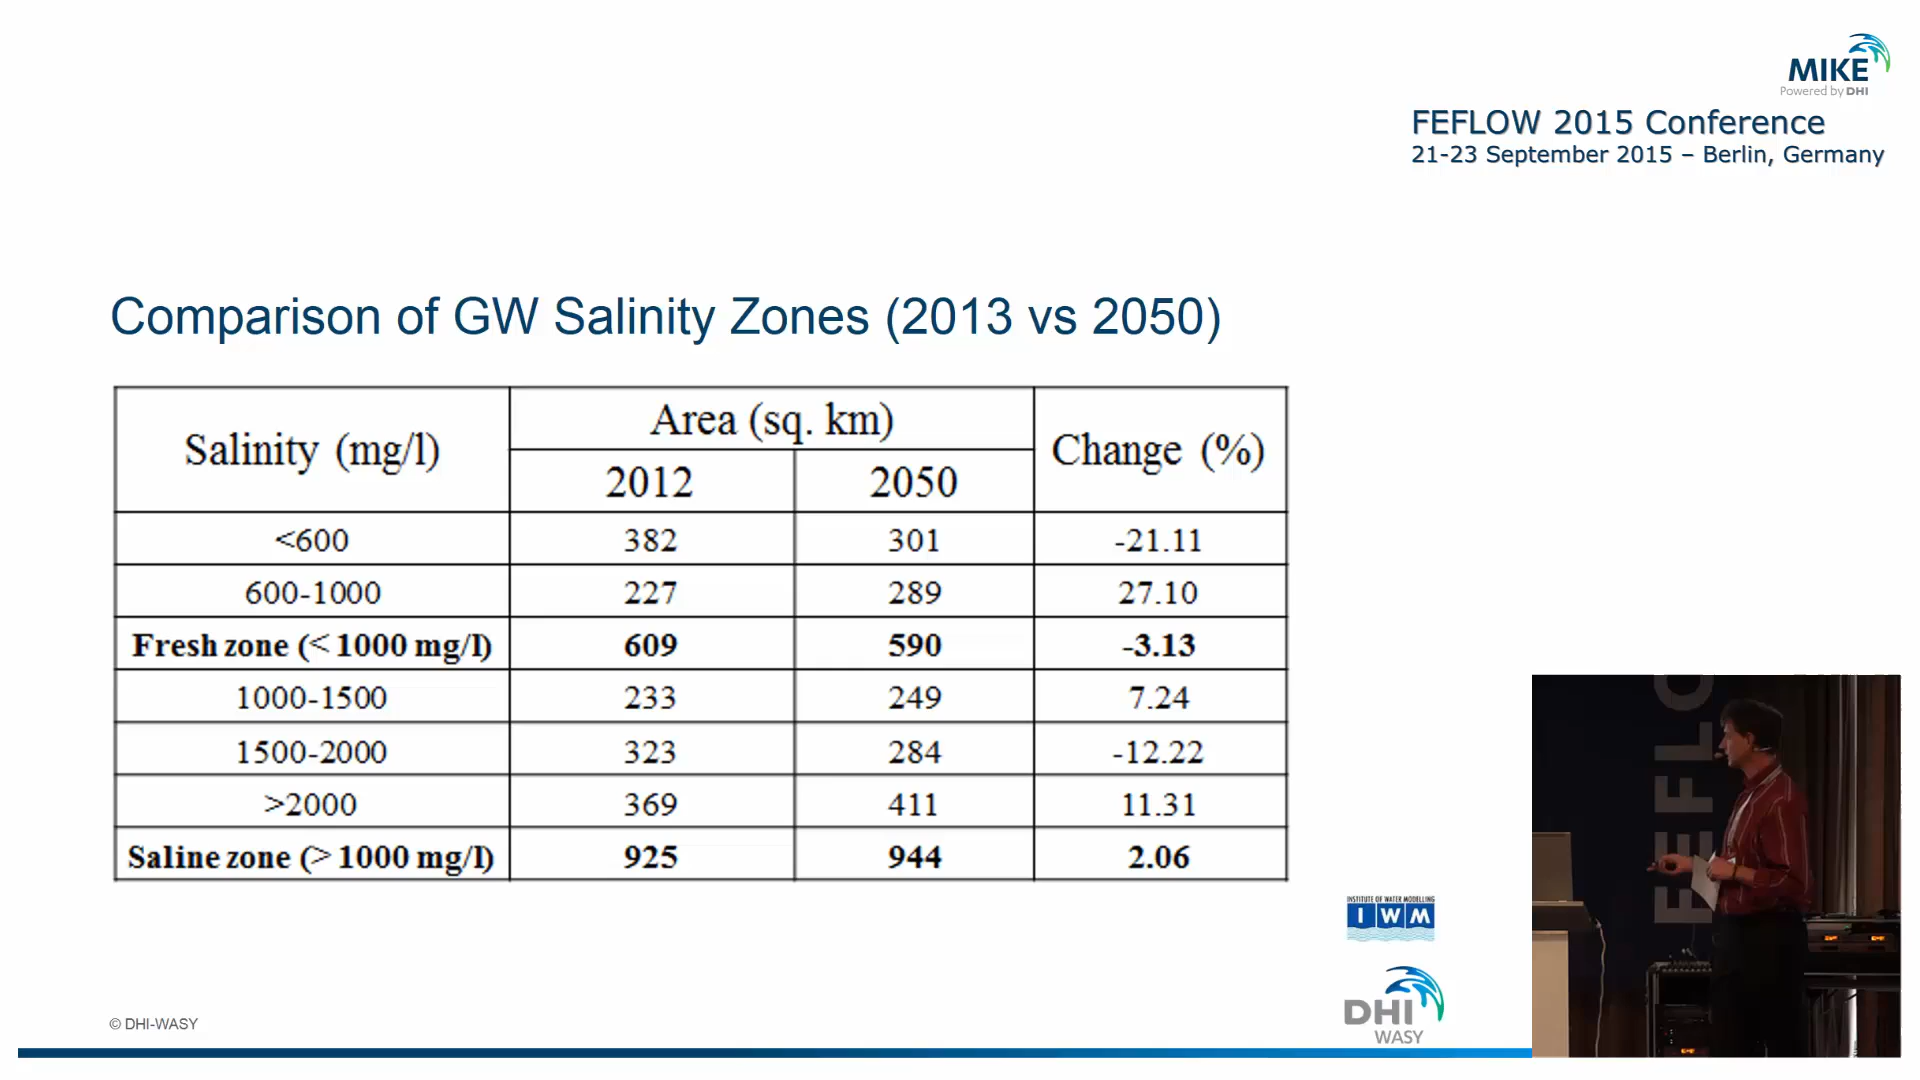 MIKE
Powered by DHI
FEFLOW 2015 Conference
21-23 September 2015 – Berlin, Germany
Comparison of GW Salinity Zones (2013 vs 2050)
Salinity (mg/l) Area (sq. km) Change (%)
2012 2050
<600 382 301 -21.11
600-1000 227 289 27.10
Fresh zone (< 1000 mg/l) 609 590 -3.13
1000-1500 233 249 7.24
1500-2000 323 284 -12.22
>2000 369 411 11.31
Saline zone (> 1000 mg/l) 925 944 2.06
INSTITUTE OF WATER MODELLING
IWM
DHI
WASY
FEFLO
© DHI-WASY